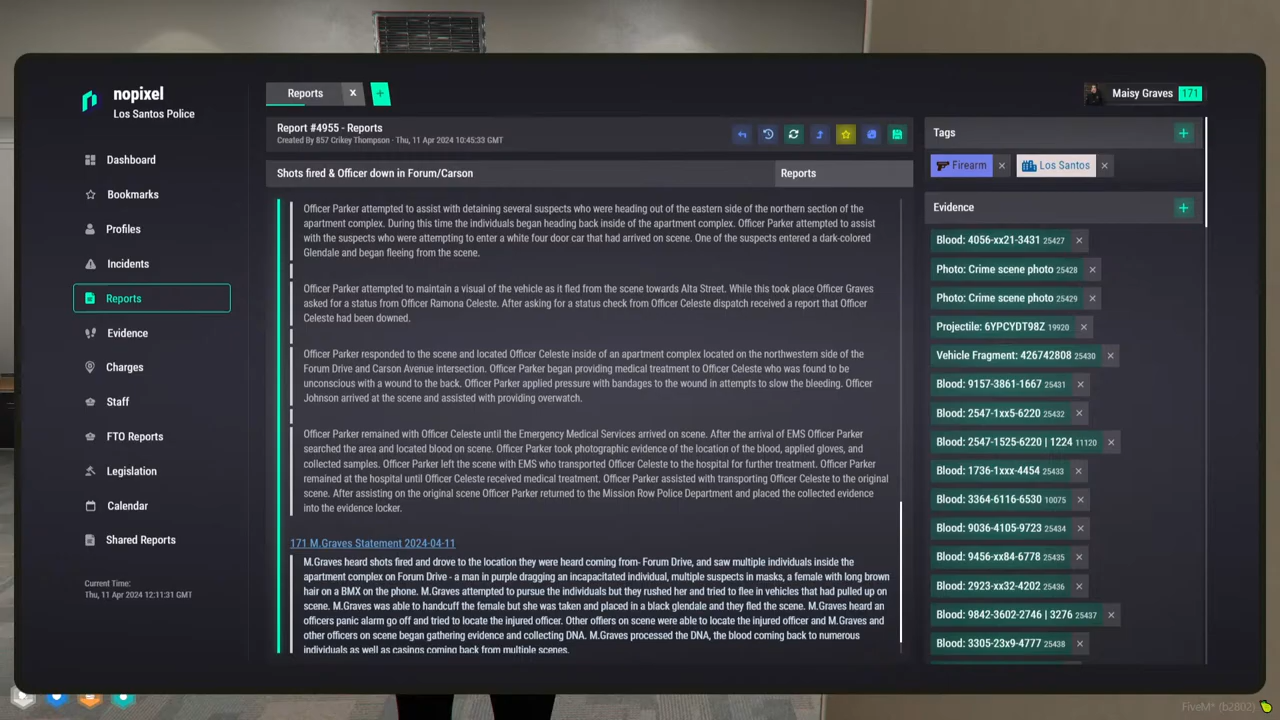 nopixel
Los Santos Police
Dashboard
Bookmarks
Profiles
Incidents
Reports
Evidence
Charges
Staff
FTO Reports
Legislation
Calendar
Shared Reports
Current Time:
Thu, 11 Apr 2024 12:11:31 GMT
Reports x +
Maisy Graves 171
Report #4955 - Reports
Created By 857 Crikey Thompson · Thu, 11 Apr 2024 10:45:33 GMT
Shots fired & Officer down in Forum/Carson
Reports
Officer Parker attempted to assist with detaining several suspects who were heading out of the eastern side of the northern section of the
apartment complex. During this time the individuals began heading back inside of the apartment complex. Officer Parker attempted to assist
with the suspects who were attempting to enter a white four door car that had arrived on scene. One of the suspects entered a dark-colored
Glendale and began fleeing from the scene.
Officer Parker attempted to maintain a visual of the vehicle as it fled from the scene towards Alta Street. While this took place Officer Graves
asked for a status from Officer Ramona Celeste. After asking for a status check from Officer Celeste dispatch received a report that Officer
Celeste had been downed.
Officer Parker responded to the scene and located Officer Celeste inside of an apartment complex located on the northwestern side of the
Forum Drive and Carson Avenue intersection. Officer Parker began providing medical treatment to Officer Celeste who was found to be
unconscious with a wound to the back. Officer Parker applied pressure with bandages to the wound in attempts to slow the bleeding. Officer
Johnson arrived at the scene and assisted with providing overwatch.
Officer Parker remained with Officer Celeste until the Emergency Medical Services arrived on scene. After the arrival of EMS Officer Parker
searched the area and located blood on scene. Officer Parker took photographic evidence of the location of the blood, applied gloves, and
collected samples. Officer Parker left the scene with EMS who transported Officer Celeste to the hospital for further treatment. Officer Parker
remained at the hospital until Officer Celeste received medical treatment. Officer Parker assisted with transporting Officer Celeste to the original
scene. After assisting on the original scene Officer Parker returned to the Mission Row Police Department and placed the collected evidence
into the evidence locker.
171 M.Graves Statement 2024-04-11
M.Graves heard shots fired and drove to the location they were heard coming from- Forum Drive, and saw multiple individuals inside the
apartment complex on Forum Drive - a man in purple dragging an incapacitated individual, multiple suspects in masks, a female with long brown
hair on a BMX on the phone. M.Graves attempted to pursue the individuals but they rushed her and tried to flee in vehicles that had pulled up on
scene. M.Graves was able to handcuff the female but she was taken and placed in a black glendale and they fled the scene. M.Graves heard an
officers panic alarm go off and tried to locate the injured officer. Other offiers on scene were able to locate the injured officer and M.Graves and
other officers on scene began gathering evidence and collecting DNA. M.Graves processed the DNA, the blood coming back to numerous
individuals as well as casings coming back from multiple scenes.
Tags
Firearm
Los Santos
Evidence
Blood: 4056-xx21-3431 25427
Photo: Crime scene photo 25428
Photo: Crime scene photo 25429
Projectile: 6YPCYDT98Z 19920
Vehicle Fragment: 426742808 25430
Blood: 9157-3861-1667 25431
Blood: 2547-1xx5-6220 25432
Blood: 2547-1525-6220 | 1224 11120
Blood: 1736-1xxx-4454 25433
Blood: 3364-6116-6530 10075
Blood: 9036-4105-9723 25434
Blood: 9456-xx84-6778 25435
Blood: 2923-xx32-4202 25436
Blood: 9842-3602-2746 | 3276 25437
Blood: 3305-23x9-4777 25438
FiveM* (b2802)